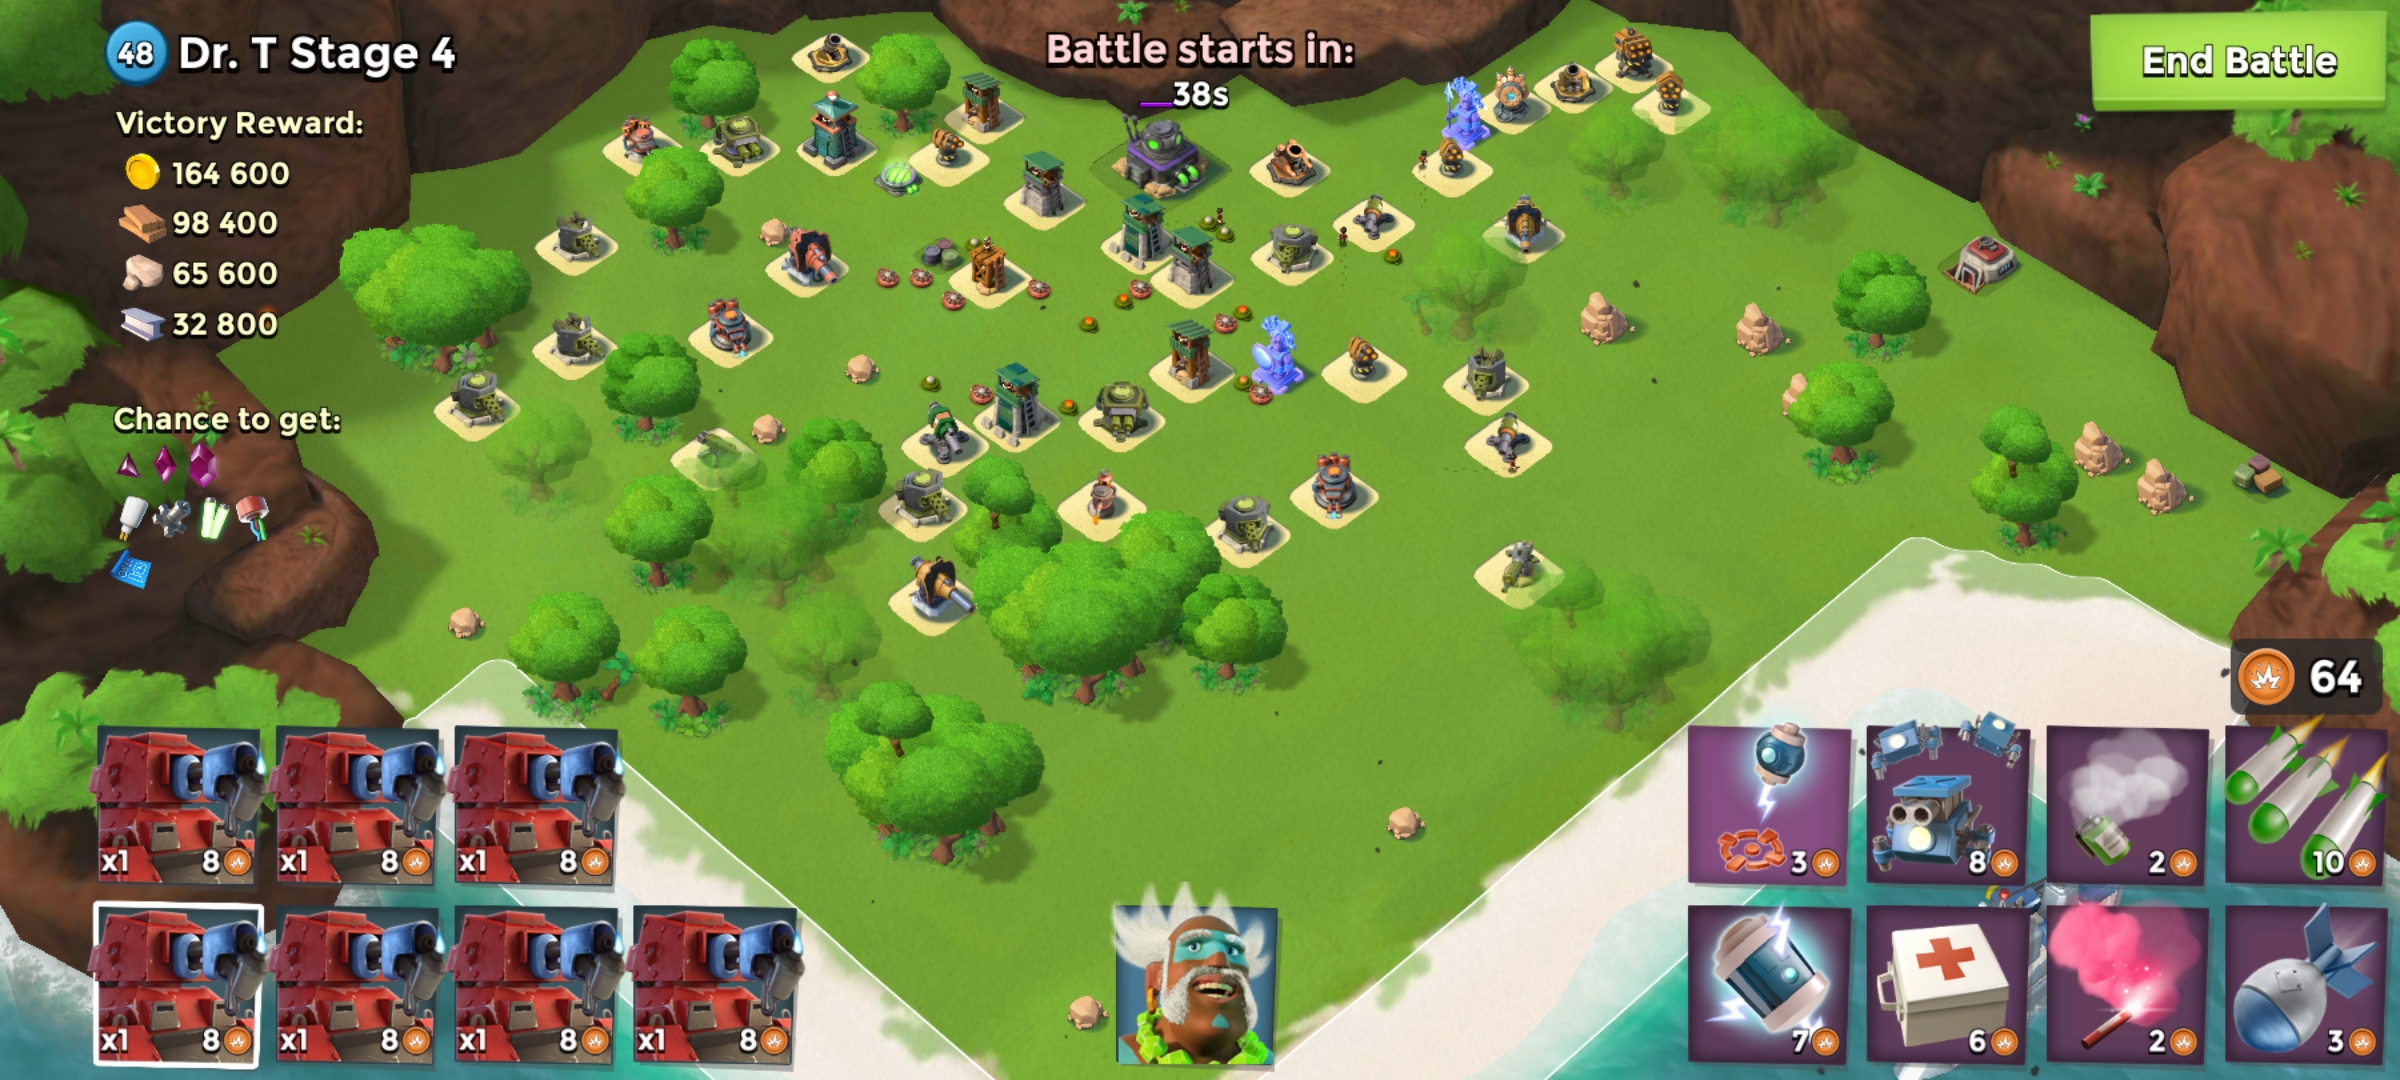 48 Dr. T Stage 4
Battle starts in:
38s
End Battle
Victory Reward:
164 600
98 400
65 600
32 800
Chance to get:
64
x1 8
x1 8
x1 8
3
8
2
10
x1 8
x1 8
x1 8
x1 8
7
6
2
3